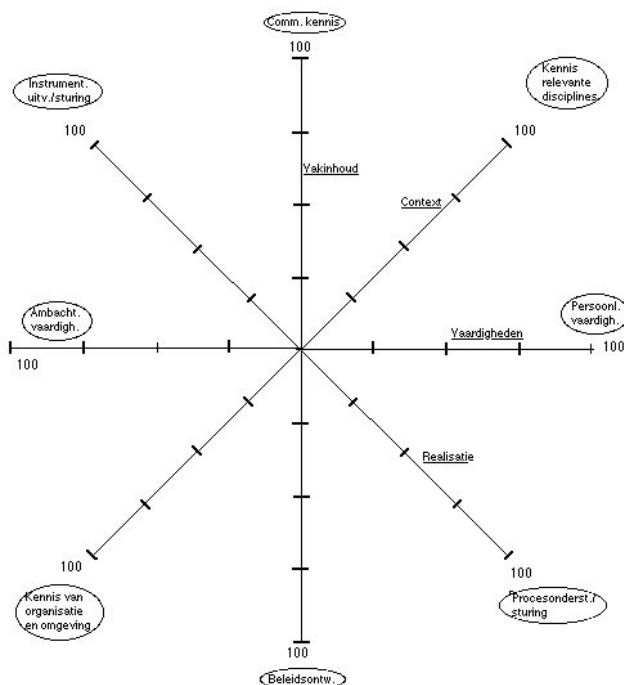 Comm. kennis
100
Instrument.
uitv./sturing
100
Kennis
relevante
disciplines
100
Vakinhoud
Context
Ambacht.
vaardigh.
100
Persoonl.
vaardigh.
100
Vaardigheden
Realisatie
100
Kennis van
organisatie
en omgeving
100
Procesonderst./
sturing
100
Beleidsontw.